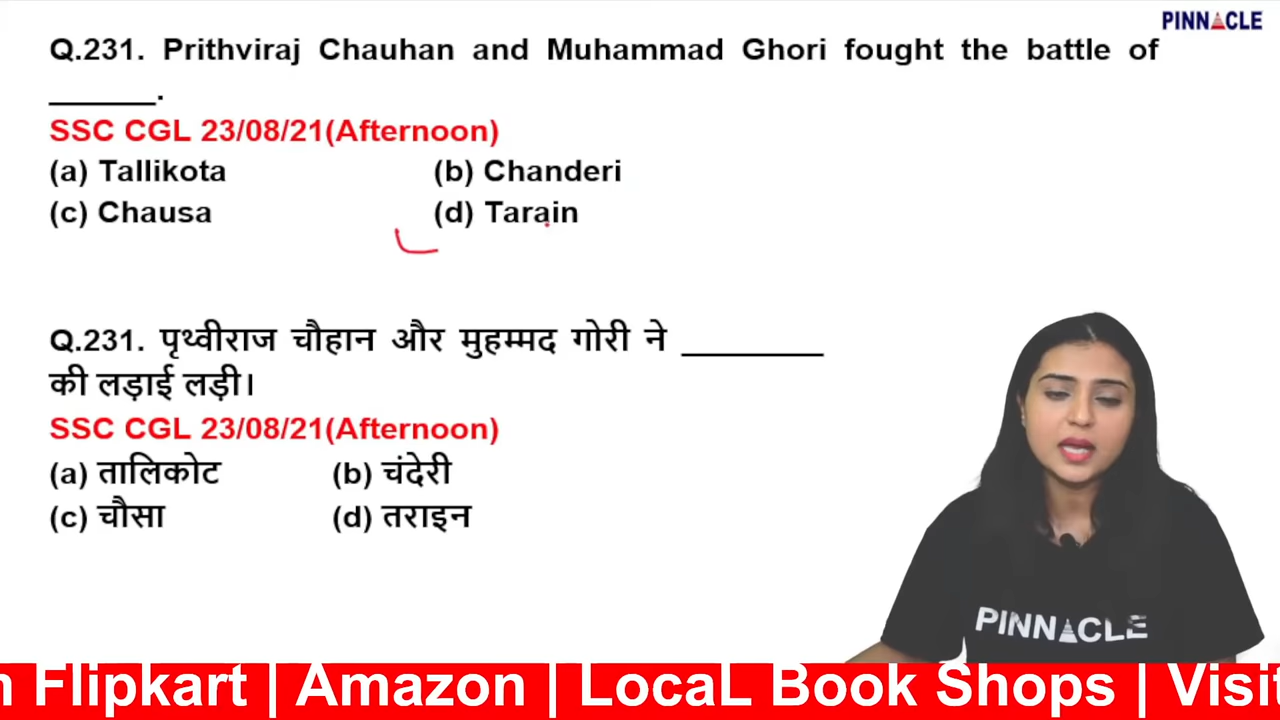 PINNACLE
Q.231. Prithviraj Chauhan and Muhammad Ghori fought the battle of
______.
SSC CGL 23/08/21(Afternoon)
(a) Tallikota (b) Chanderi
(c) Chausa (d) Tarain
Q.231. पृथ्वीराज चौहान और मुहम्मद गोरी ने ________
की लड़ाई लड़ी।
SSC CGL 23/08/21(Afternoon)
(a) तालिकोट (b) चंदेरी
(c) चौसा (d) तराइन
PINNACLE
Flipkart | Amazon | LocaL Book Shops | Visit